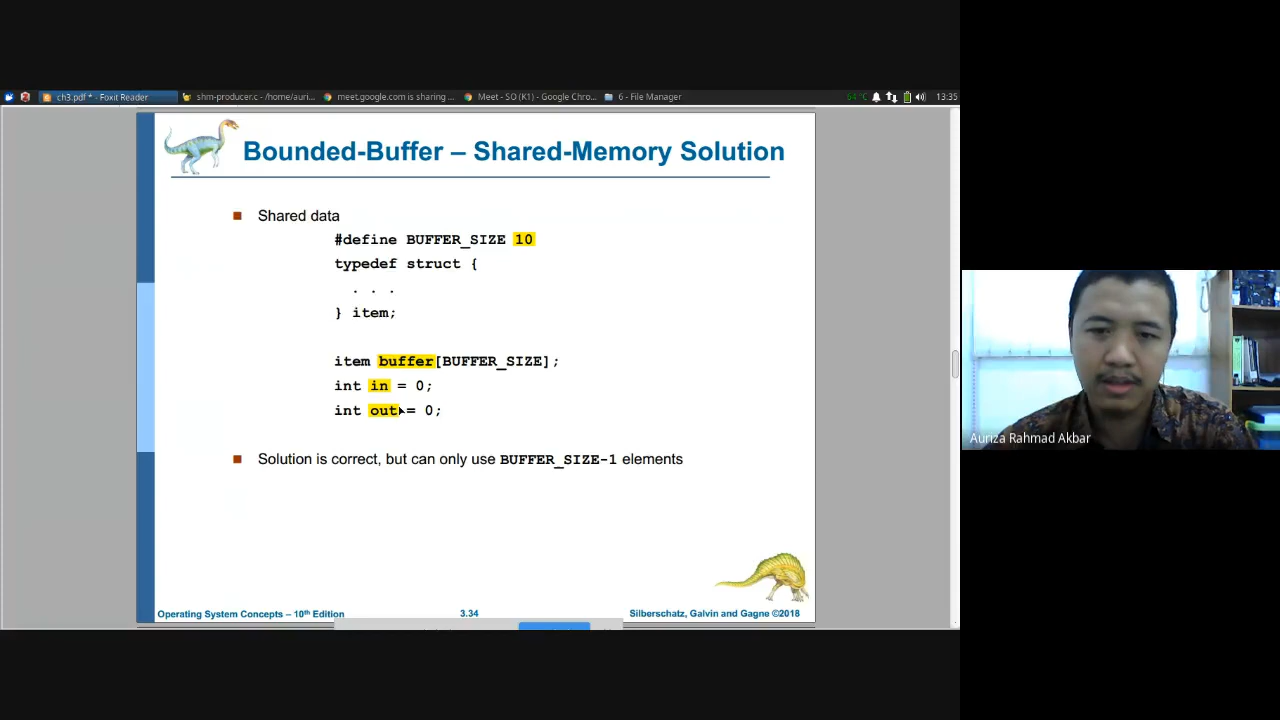 ch3.pdf * - Foxit Reader
shm-producer.c - /home/auri...
meet.google.com is sharing ...
Meet - SO (K1) - Google Chro...
6 - File Manager
64 °C
13:35
Bounded-Buffer – Shared-Memory Solution
Shared data
#define BUFFER_SIZE 10
typedef struct {
. . .
} item;
item buffer[BUFFER_SIZE];
int in = 0;
int out = 0;
Solution is correct, but can only use BUFFER_SIZE-1 elements
Operating System Concepts – 10th Edition
3.34
Silberschatz, Galvin and Gagne ©2018
Auriza Rahmad Akbar